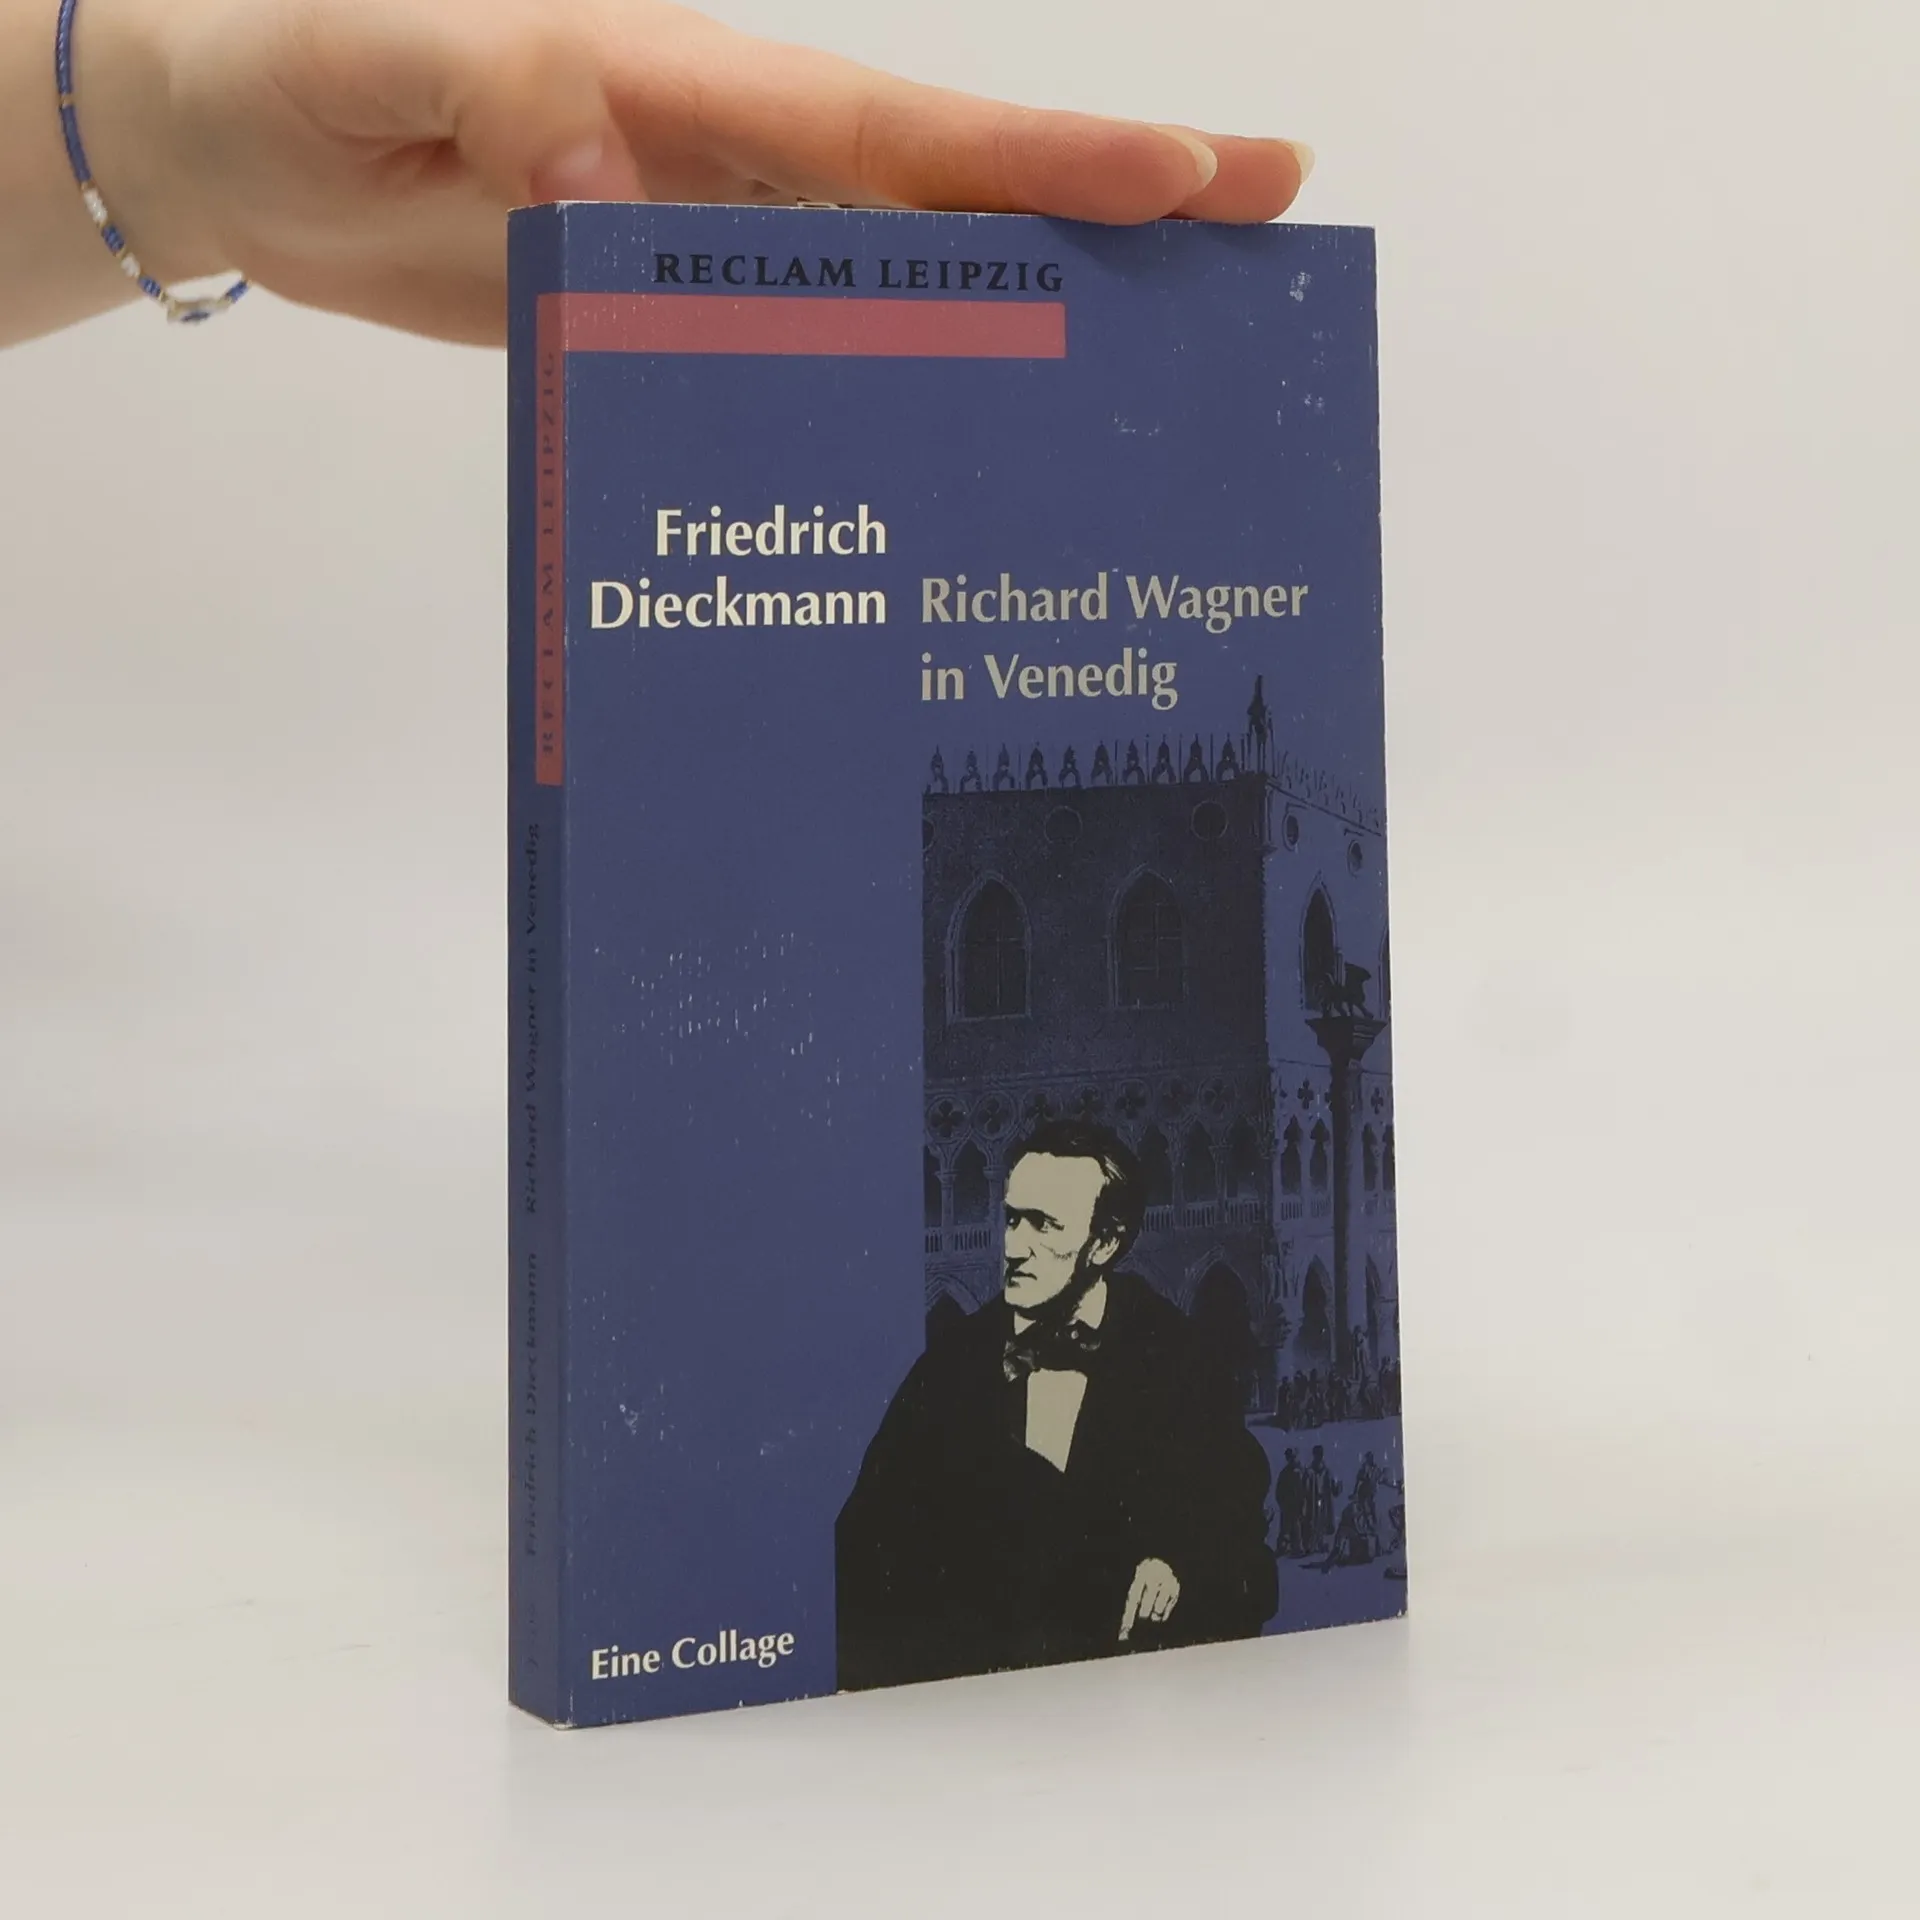 RECLAM LEIPZIG
Friedrich
Dieckmann
Richard Wagner
in Venedig
Eine Collage
RECLAM LEIPZIG
Friedrich Dieckmann Richard Wagner in Venedig